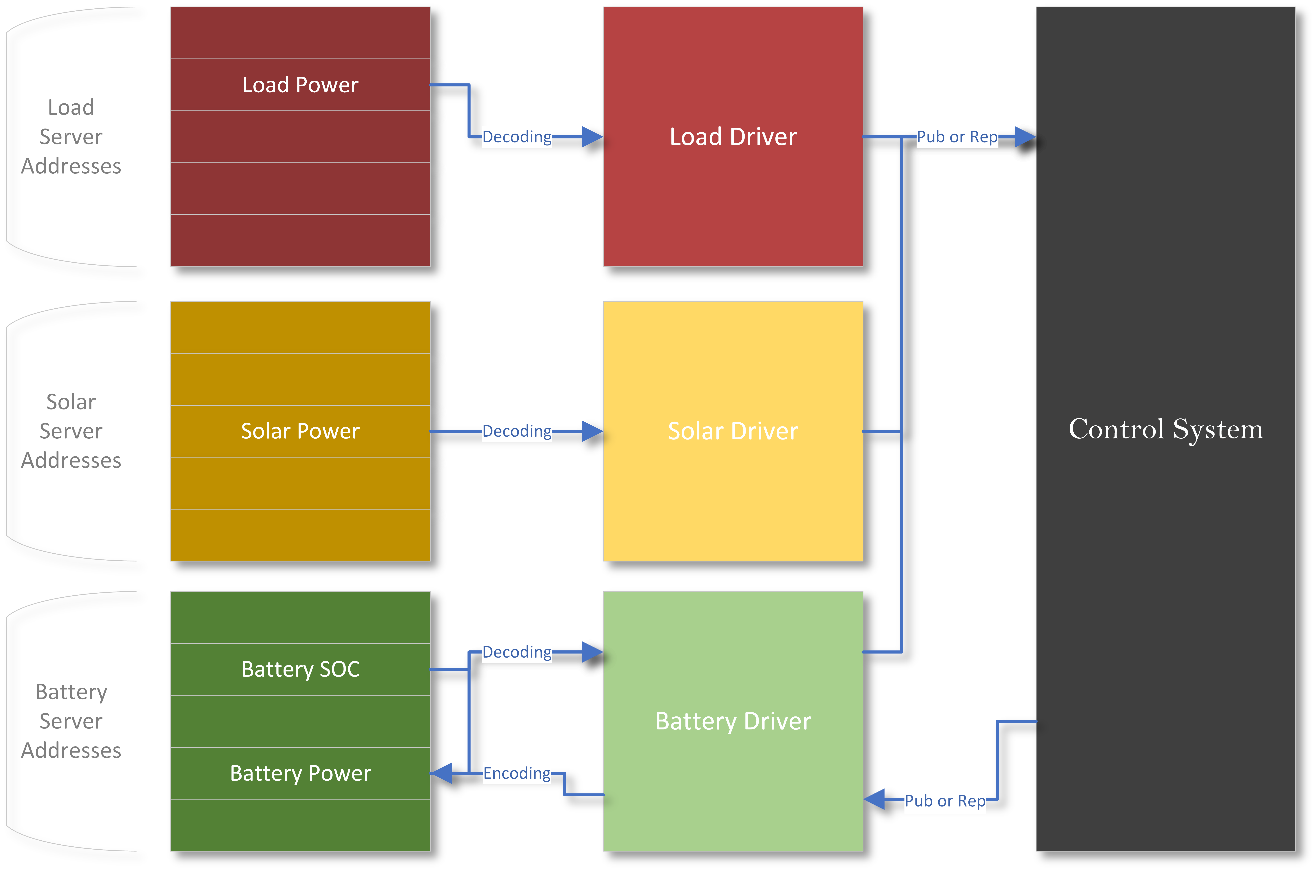 Load
Server
Addresses
Load Power
Decoding
Load Driver
Pub or Rep
Solar
Server
Addresses
Solar Power
Decoding
Solar Driver
Control System
Battery
Server
Addresses
Battery SOC
Battery Power
Decoding
Encoding
Battery Driver
Pub or Rep